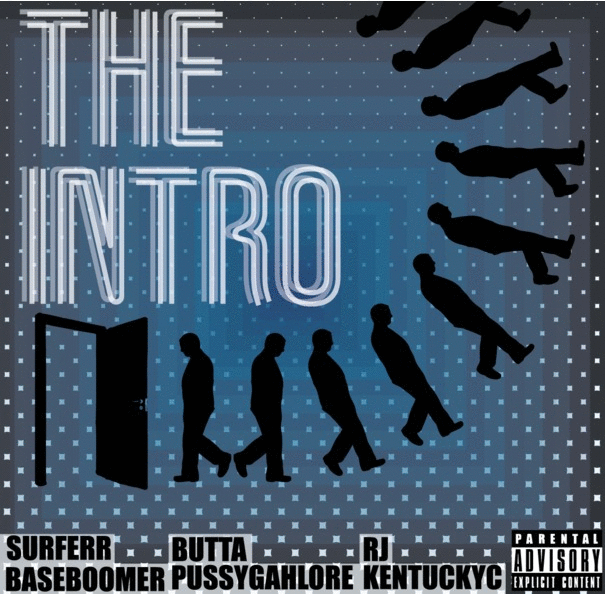 THE
INTRO
SURFERR
BASEBOOMER
BUTTA
PUSSYGAHLORE
RJ
KENTUCKYC
PARENTAL
ADVISORY
EXPLICIT CONTENT